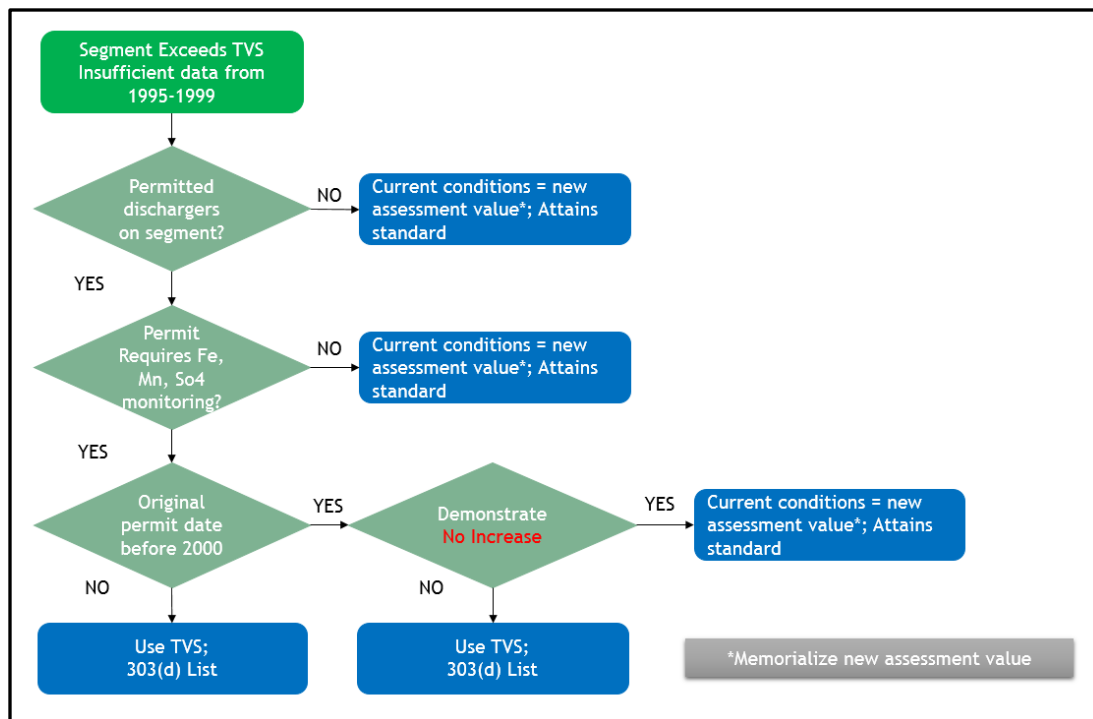 Segment Exceeds TVS
Insufficient data from
1995-1999
Permitted
dischargers
on segment?
NO
Current conditions = new
assessment value*; Attains
standard
YES
Permit
Requires Fe,
Mn, So4
monitoring?
NO
Current conditions = new
assessment value*; Attains
standard
YES
Original
permit date
before 2000
YES
Demonstrate
No Increase
YES
Current conditions = new
assessment value*; Attains
standard
NO
NO
Use TVS;
303(d) List
Use TVS;
303(d) List
*Memorialize new assessment value